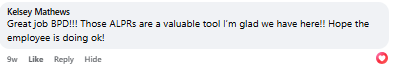 Kelsey Mathews
Great job BPD!!! Those ALPRs are a valuable tool I'm glad we have here!! Hope the
employee is doing ok!
9w Like Reply Hide